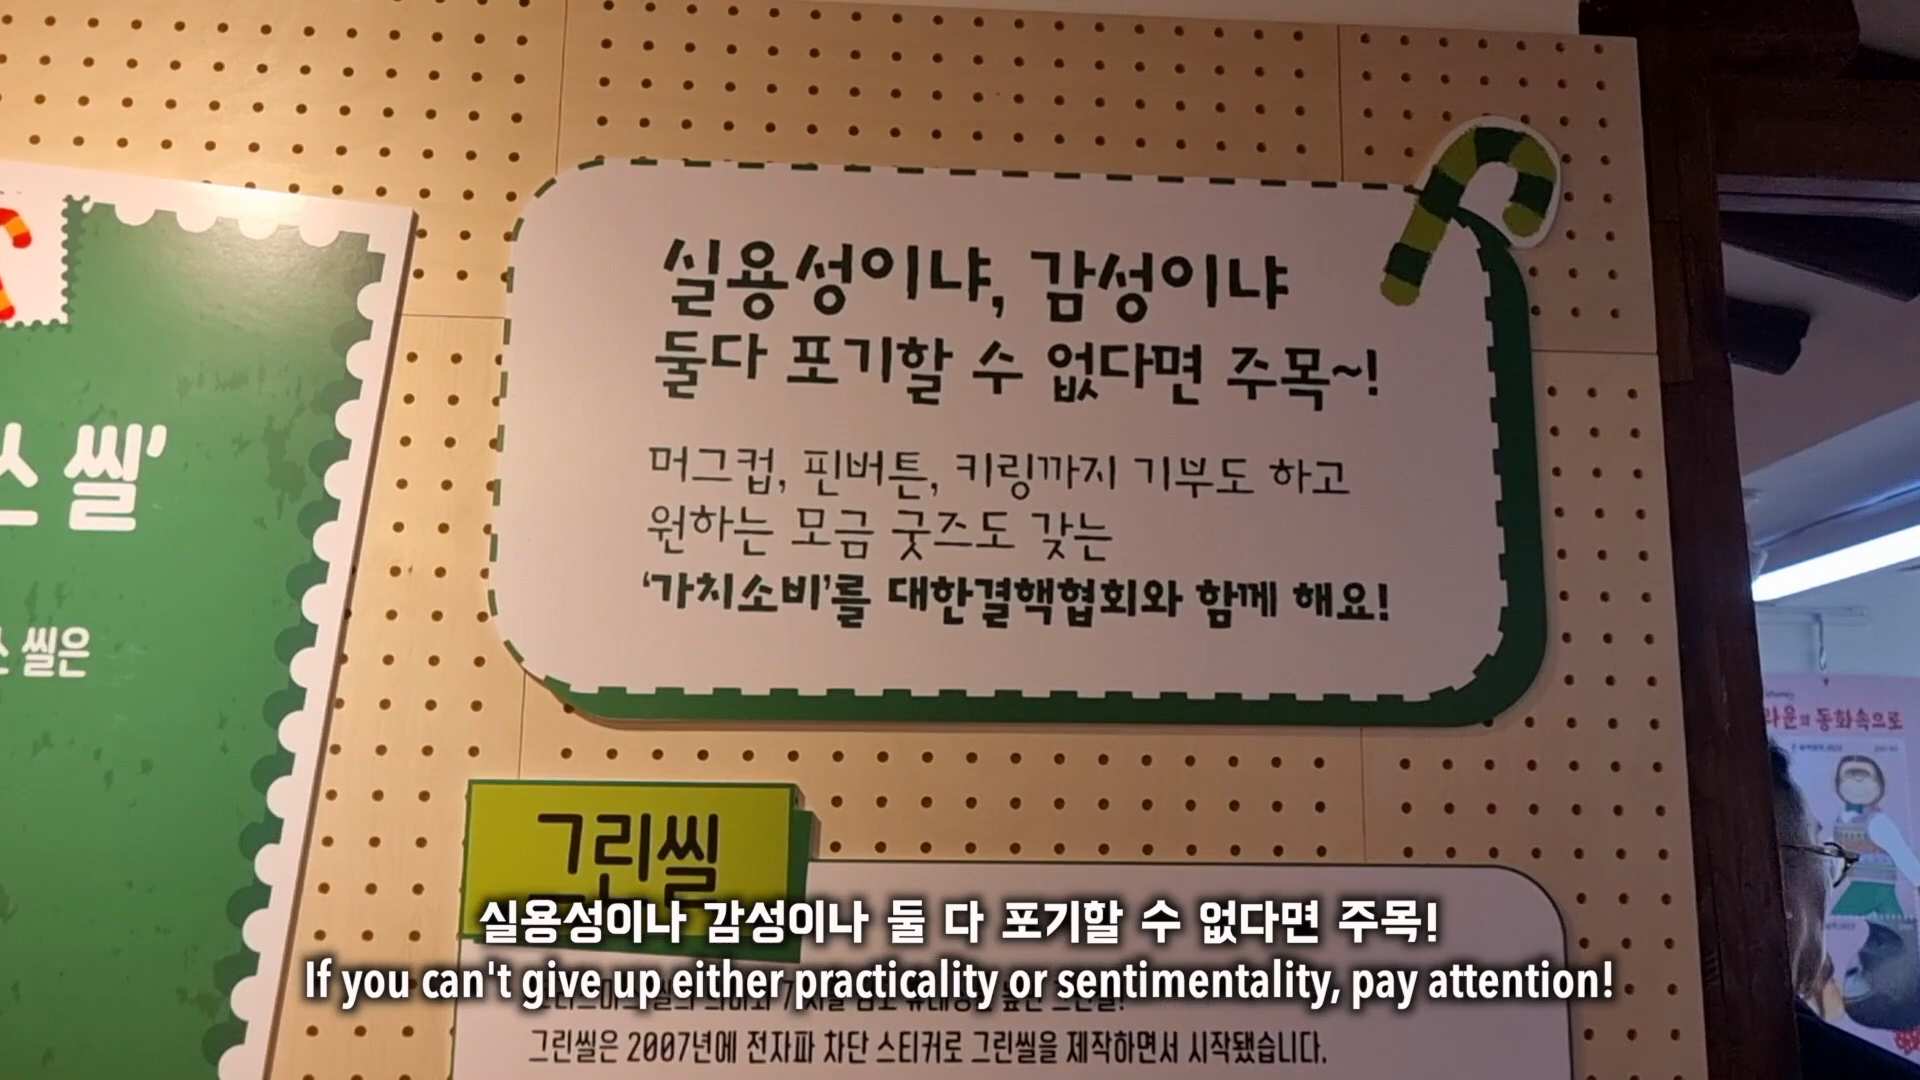 실용성이냐, 감성이냐
둘다 포기할 수 없다면 주목~!
머그컵, 핀버튼, 키링까지 기부도 하고
원하는 모금 굿즈도 갖는
'가치소비'를 대한결핵협회와 함께 해요!
스 씰'
스 씰은
그린씰
실용성이나 감성이나 둘 다 포기할 수 없다면 주목!
If you can't give up either practicality or sentimentality, pay attention!
그린씰은 2007년에 전자파 차단 스티커로 그린씰을 제작하면서 시작됐습니다.
동화속으로